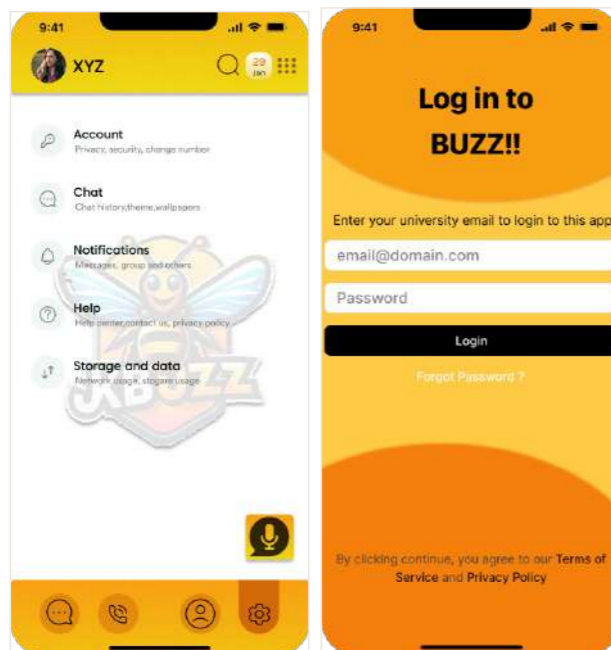 9:41
XYZ
29
Jan
Account
Privacy, security, change number
Chat
Chat history,theme,wallpapers
Notifications
Messages, group and others
Help
Help center,contact us, privacy policy
Storage and data
Network usage, stogare usage
BUZZ
9:41
Log in to
BUZZ!!
Enter your university email to login to this app
email@domain.com
Password
Login
Forgot Password ?
By clicking continue, you agree to our Terms of
Service and Privacy Policy